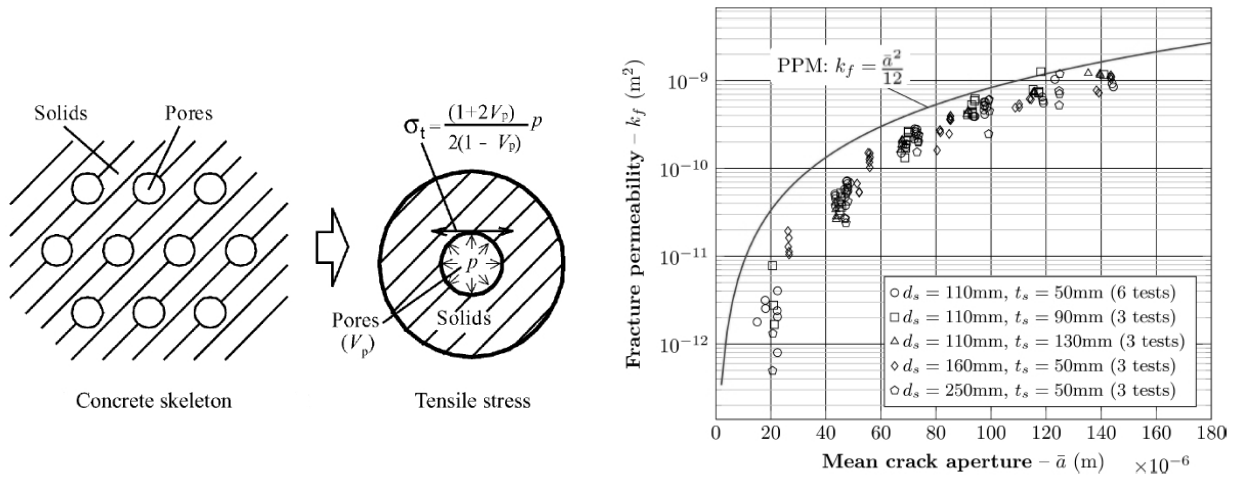 Solids
Pores
σt = (1+2Vp) / 2(1 - Vp) p
p
Pores
(Vp)
Solids
Concrete skeleton
Tensile stress
Fracture permeability – kf (m²)
10⁻⁹
10⁻¹⁰
10⁻¹¹
10⁻¹²
PPM: kf = ā²/12
ds = 110mm, ts = 50mm (6 tests)
ds = 110mm, ts = 90mm (3 tests)
ds = 110mm, ts = 130mm (3 tests)
ds = 160mm, ts = 50mm (3 tests)
ds = 250mm, ts = 50mm (3 tests)
0 20 40 60 80 100 120 140 160 180
Mean crack aperture – ā (m) ×10⁻⁶